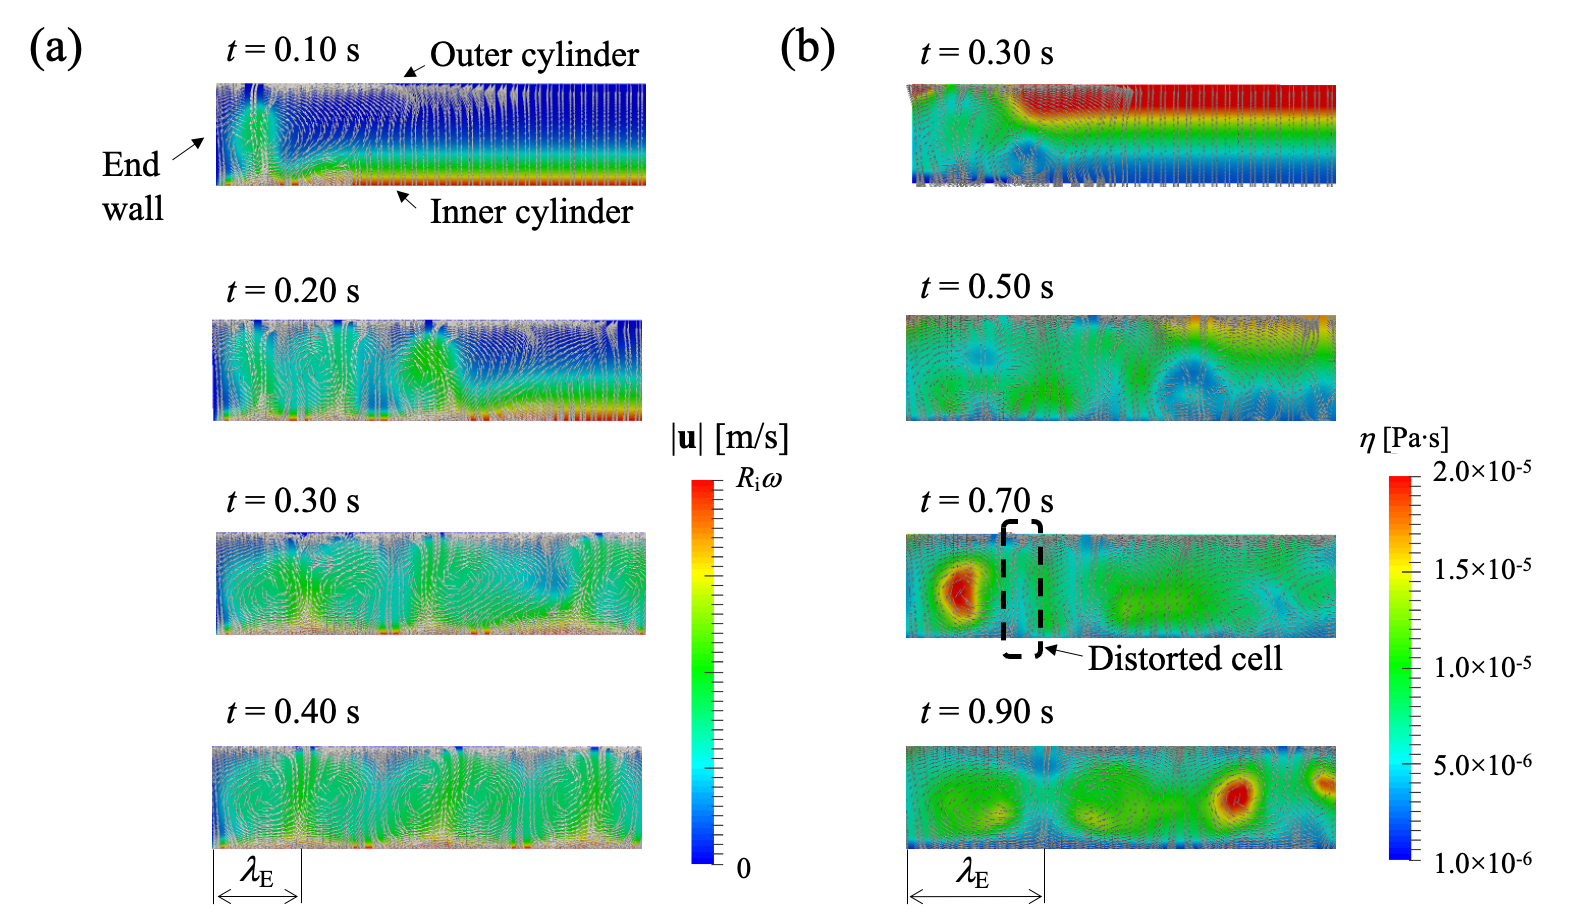 (a)
t = 0.10 s
Outer cylinder
End
wall
Inner cylinder
t = 0.20 s
t = 0.30 s
t = 0.40 s
λE
|u| [m/s]
Riω
0
(b)
t = 0.30 s
t = 0.50 s
t = 0.70 s
Distorted cell
t = 0.90 s
λE
η [Pa·s]
2.0×10-5
1.5×10-5
1.0×10-5
5.0×10-6
1.0×10-6